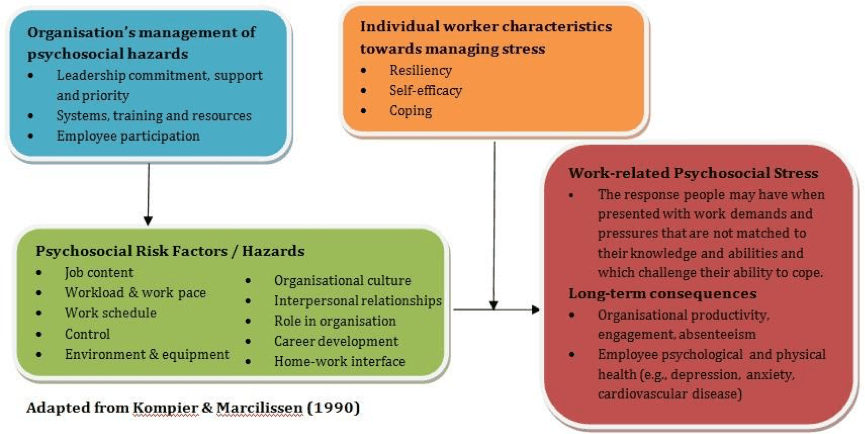 Organisation's management of
psychosocial hazards
• Leadership commitment, support
and priority
• Systems, training and resources
• Employee participation
Individual worker characteristics
towards managing stress
• Resiliency
• Self-efficacy
• Coping
Psychosocial Risk Factors / Hazards
• Job content
• Workload & work pace
• Work schedule
• Control
• Environment & equipment
• Organisational culture
• Interpersonal relationships
• Role in organisation
• Career development
• Home-work interface
Work-related Psychosocial Stress
• The response people may have when
presented with work demands and
pressures that are not matched to
their knowledge and abilities and
which challenge their ability to cope.
Long-term consequences
• Organisational productivity,
engagement, absenteeism
• Employee psychological and physical
health (e.g., depression, anxiety,
cardiovascular disease)
Adapted from Kompier & Marcilissen (1990)